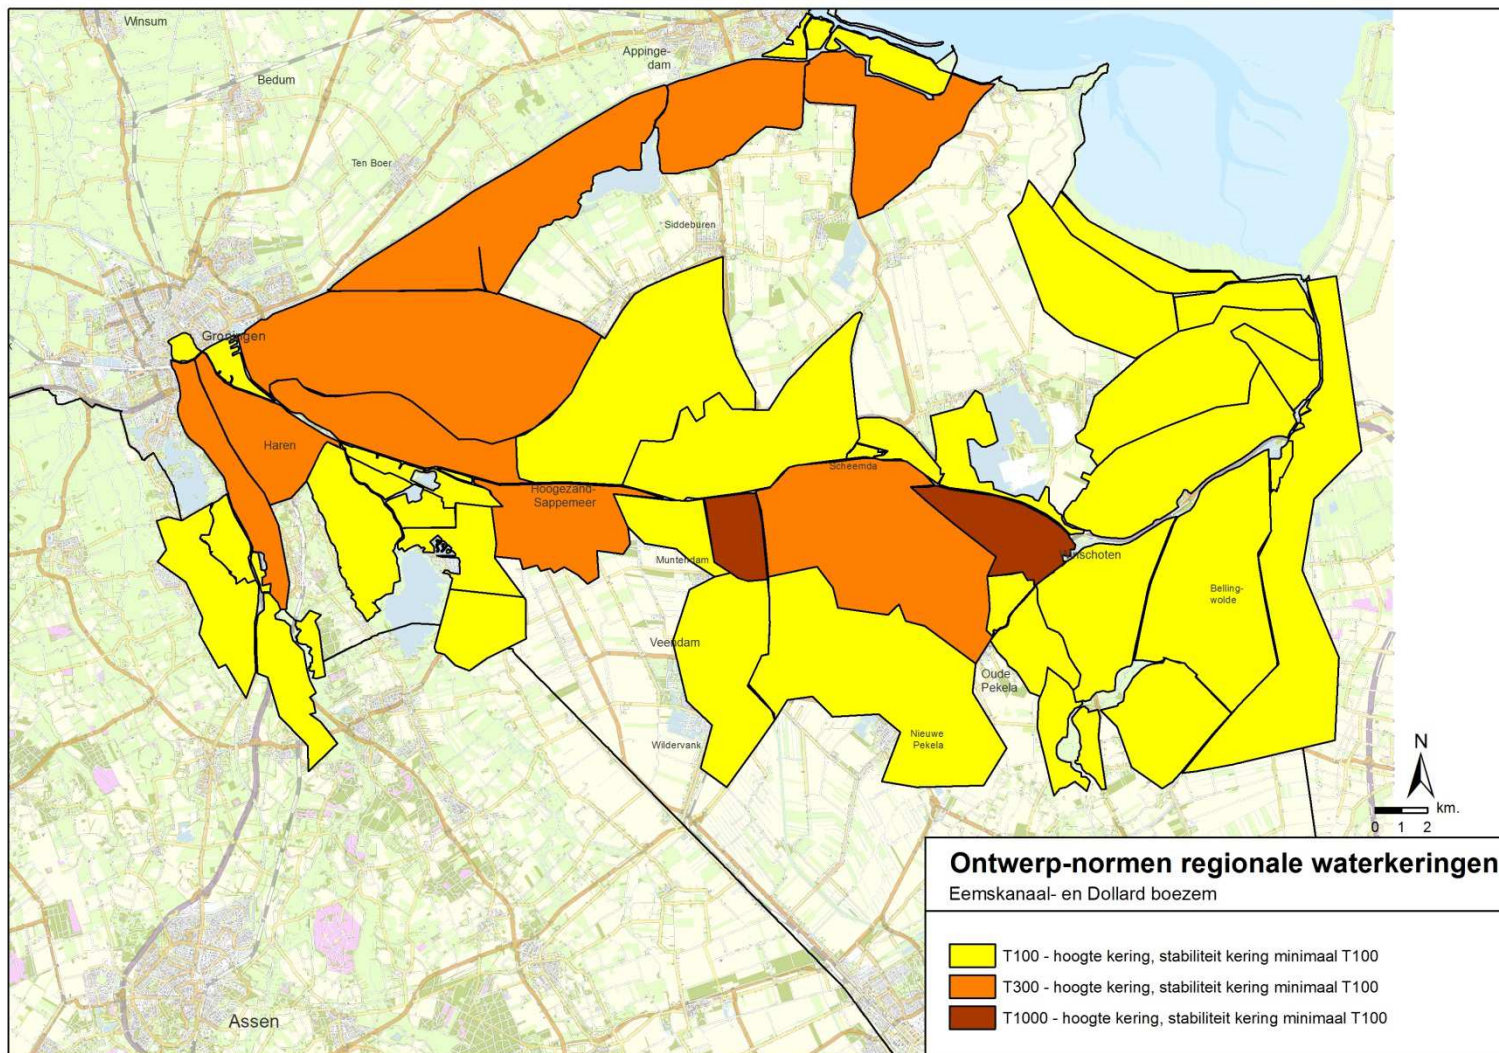 Winsum
Bedum
Appinge-
dam
Ten Boer
Siddeburen
Groningen
Haren
Scheemda
Hoogezand-
Sappemeer
Muntendam
Winschoten
Belling-
wolde
Veendam
Oude
Pekela
Wildervank
Nieuwe
Pekela
Assen
N
km.
0 1 2
Ontwerp-normen regionale waterkeringen
Eemskanaal- en Dollard boezem
T100 - hoogte kering, stabiliteit kering minimaal T100
T300 - hoogte kering, stabiliteit kering minimaal T100
T1000 - hoogte kering, stabiliteit kering minimaal T100